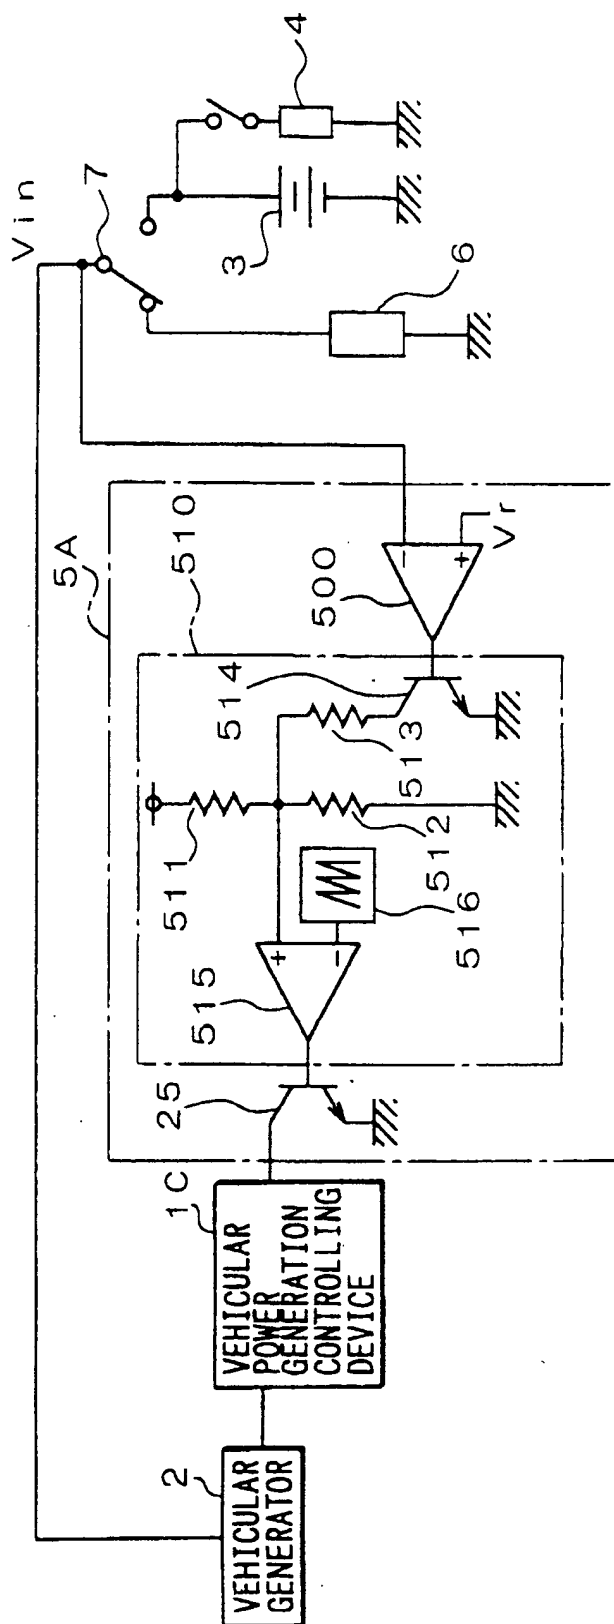 Vin
7
4
3
6
5A
510
514
500
Vr
511
513
512
515
516
+
-
-
+
25
1C
VEHICULAR
POWER
GENERATION
CONTROLLING
DEVICE
2
VEHICULAR
GENERATOR